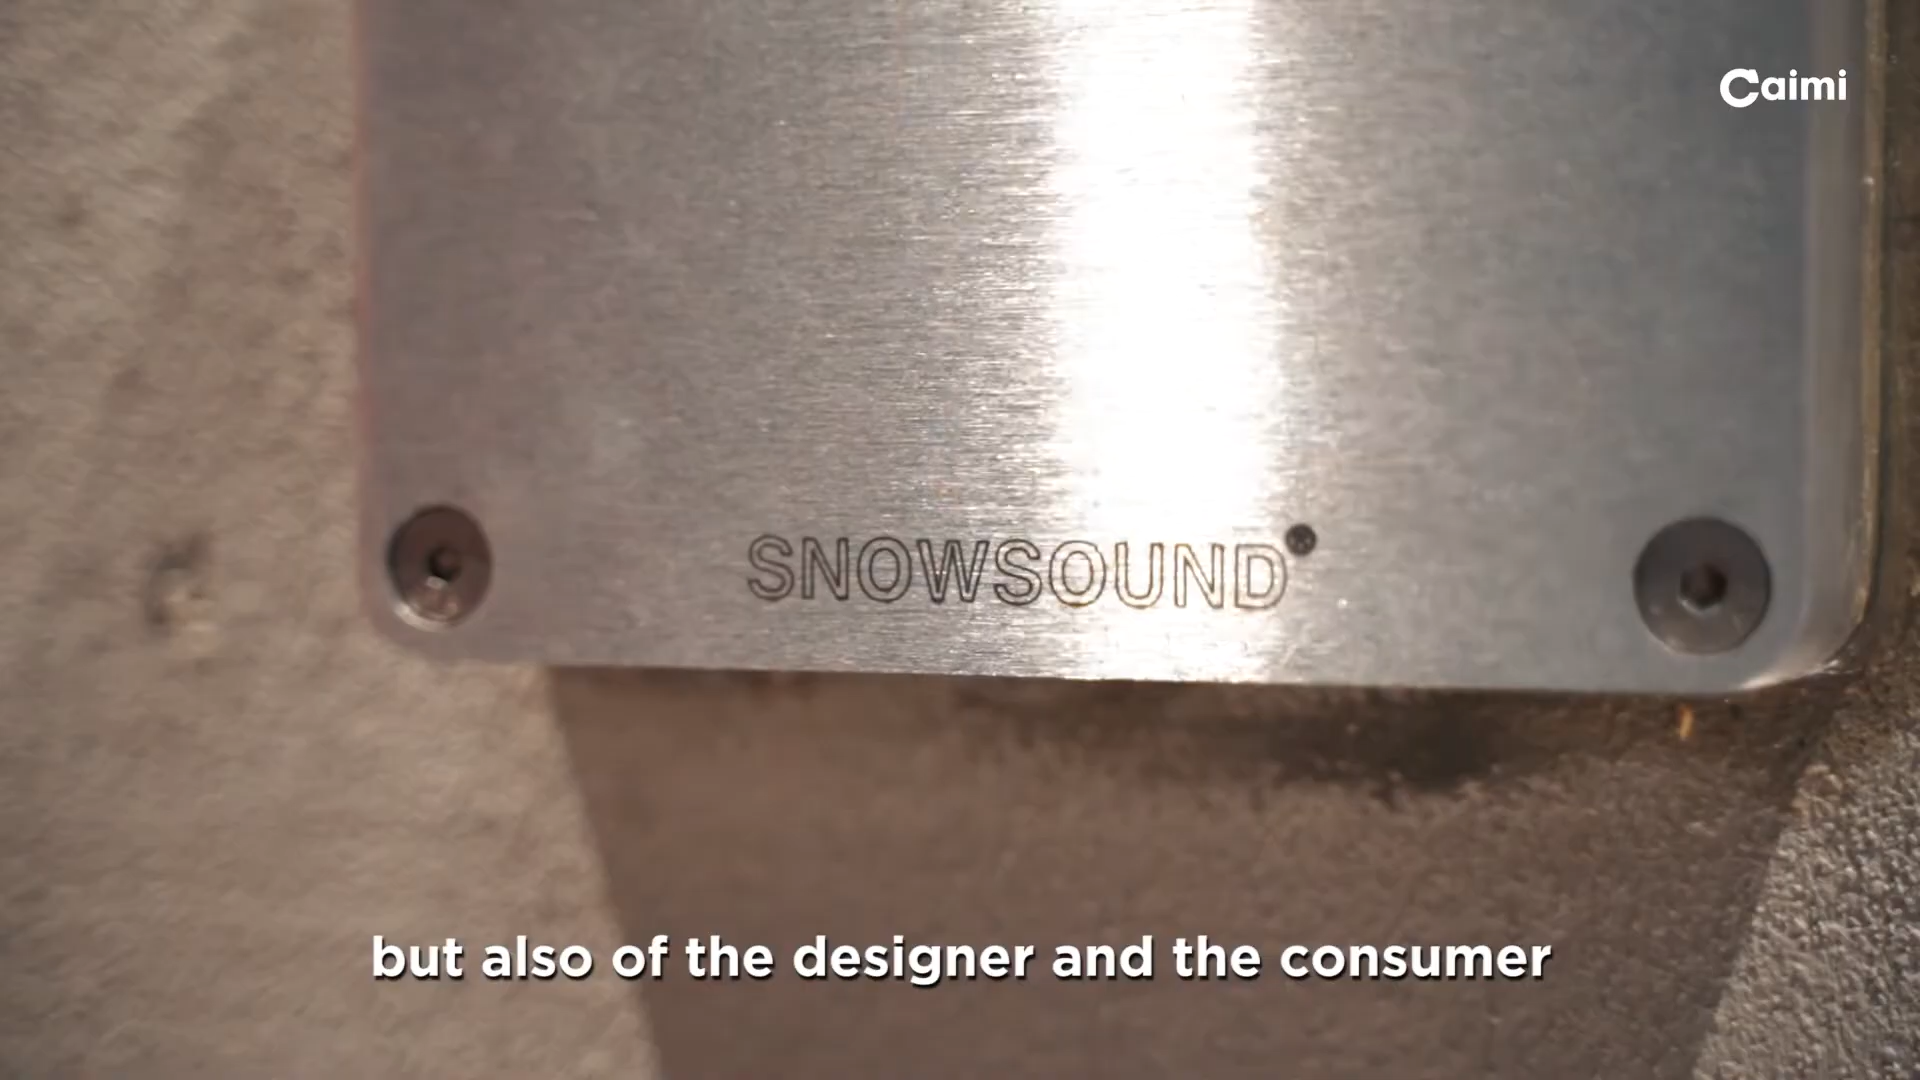 Caimi
SNOWSOUND
but also of the designer and the consumer